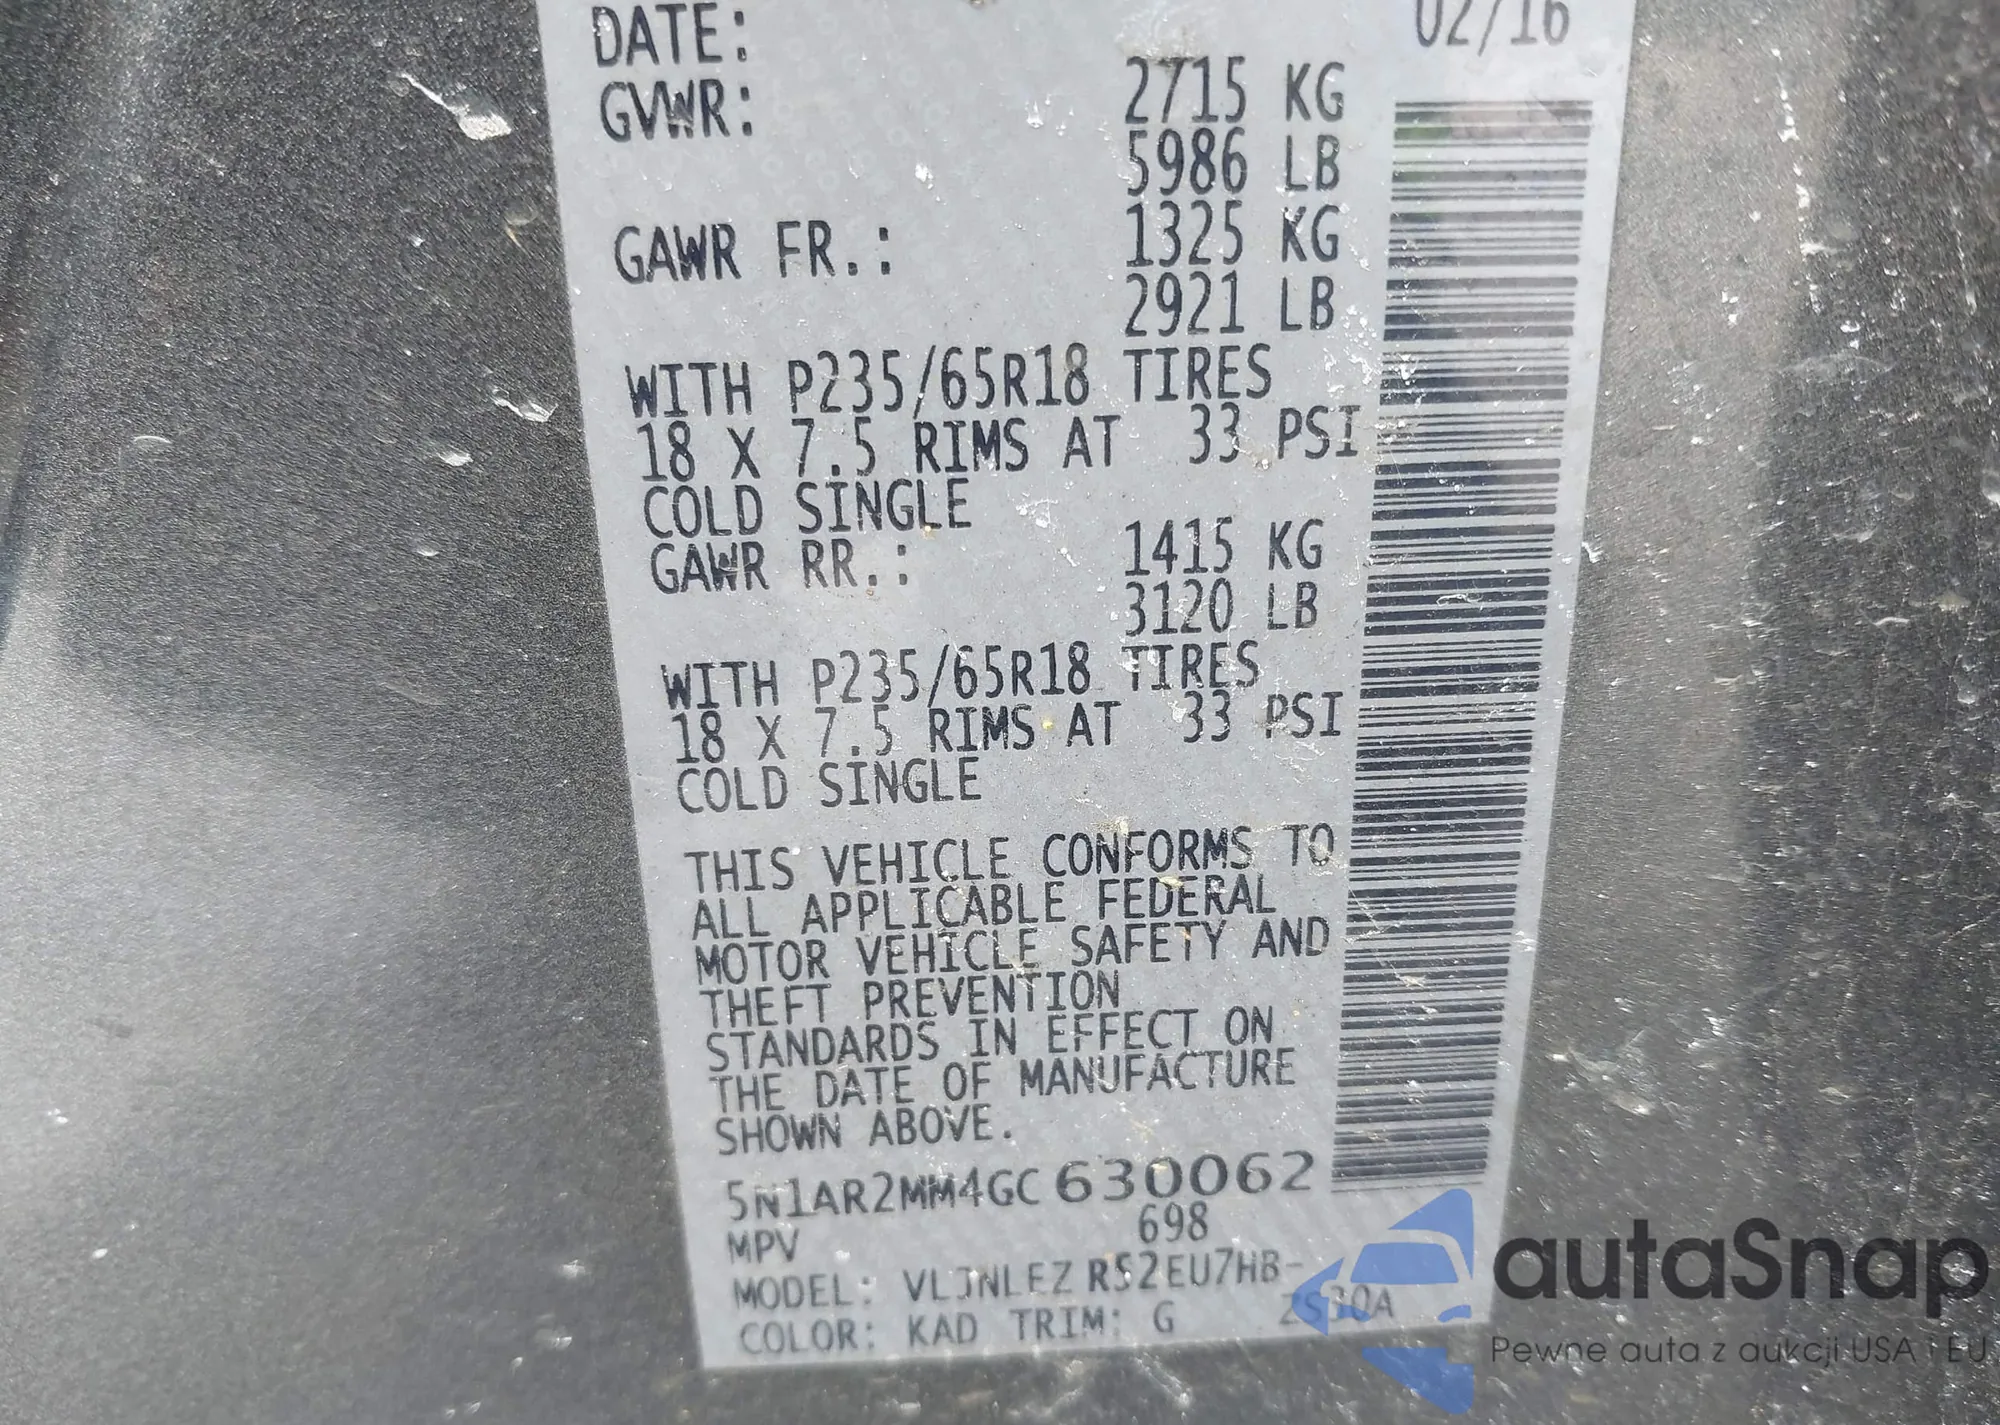 DATE: 02/16
GVWR: 2715 KG
5986 LB
GAWR FR.: 1325 KG
2921 LB
WITH P235/65R18 TIRES
18 X 7.5 RIMS AT 33 PSI
COLD SINGLE
GAWR RR.: 1415 KG
3120 LB
WITH P235/65R18 TIRES
18 X 7.5 RIMS AT 33 PSI
COLD SINGLE
THIS VEHICLE CONFORMS TO
ALL APPLICABLE FEDERAL
MOTOR VEHICLE SAFETY AND
THEFT PREVENTION
STANDARDS IN EFFECT ON
THE DATE OF MANUFACTURE
SHOWN ABOVE.
5N1AR2MM4GC630062
MPV 698
MODEL: VLJNLEZ R52EU7HB-
COLOR: KAD TRIM: G ZS30A
autaSnap
Pewne auta z aukcji USA i EU